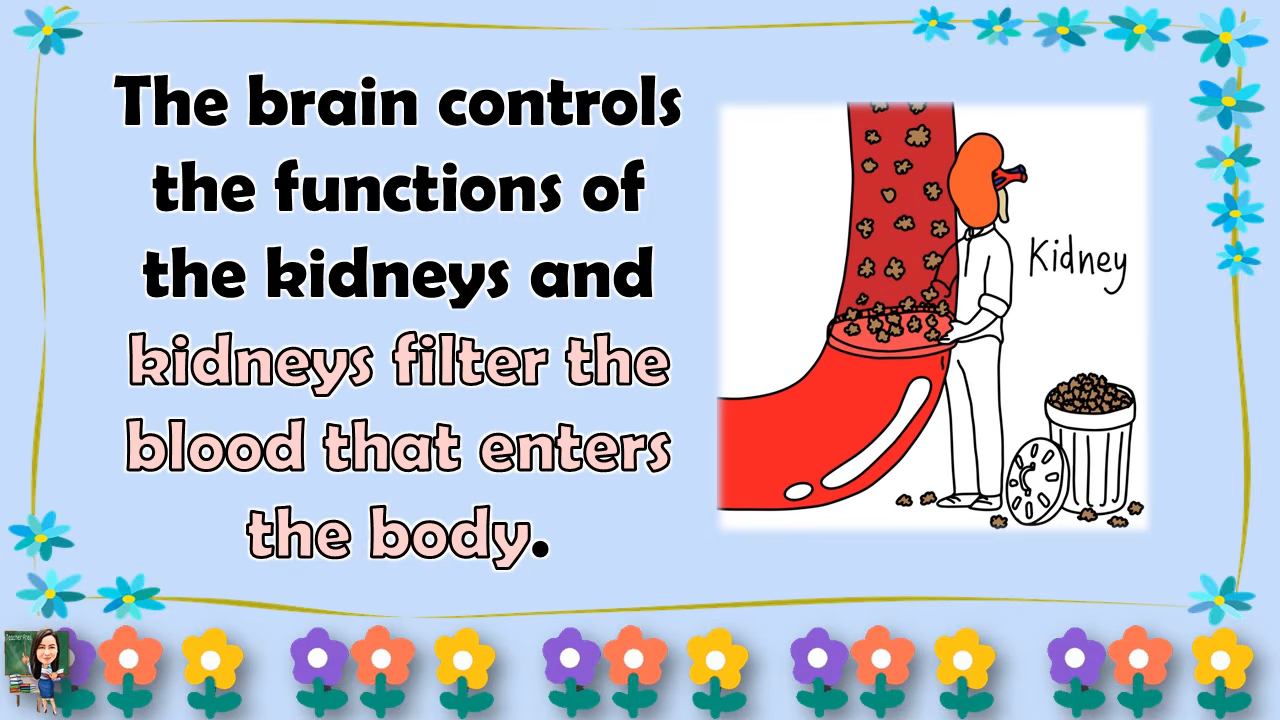 The brain controls
the functions of
the kidneys and
kidneys filter the
blood that enters
the body.
Kidney